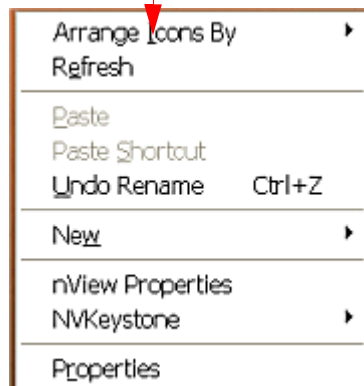 Arrange Icons By
Refresh
Paste
Paste Shortcut
Undo Rename Ctrl+Z
New
nView Properties
NVKeystone
Properties